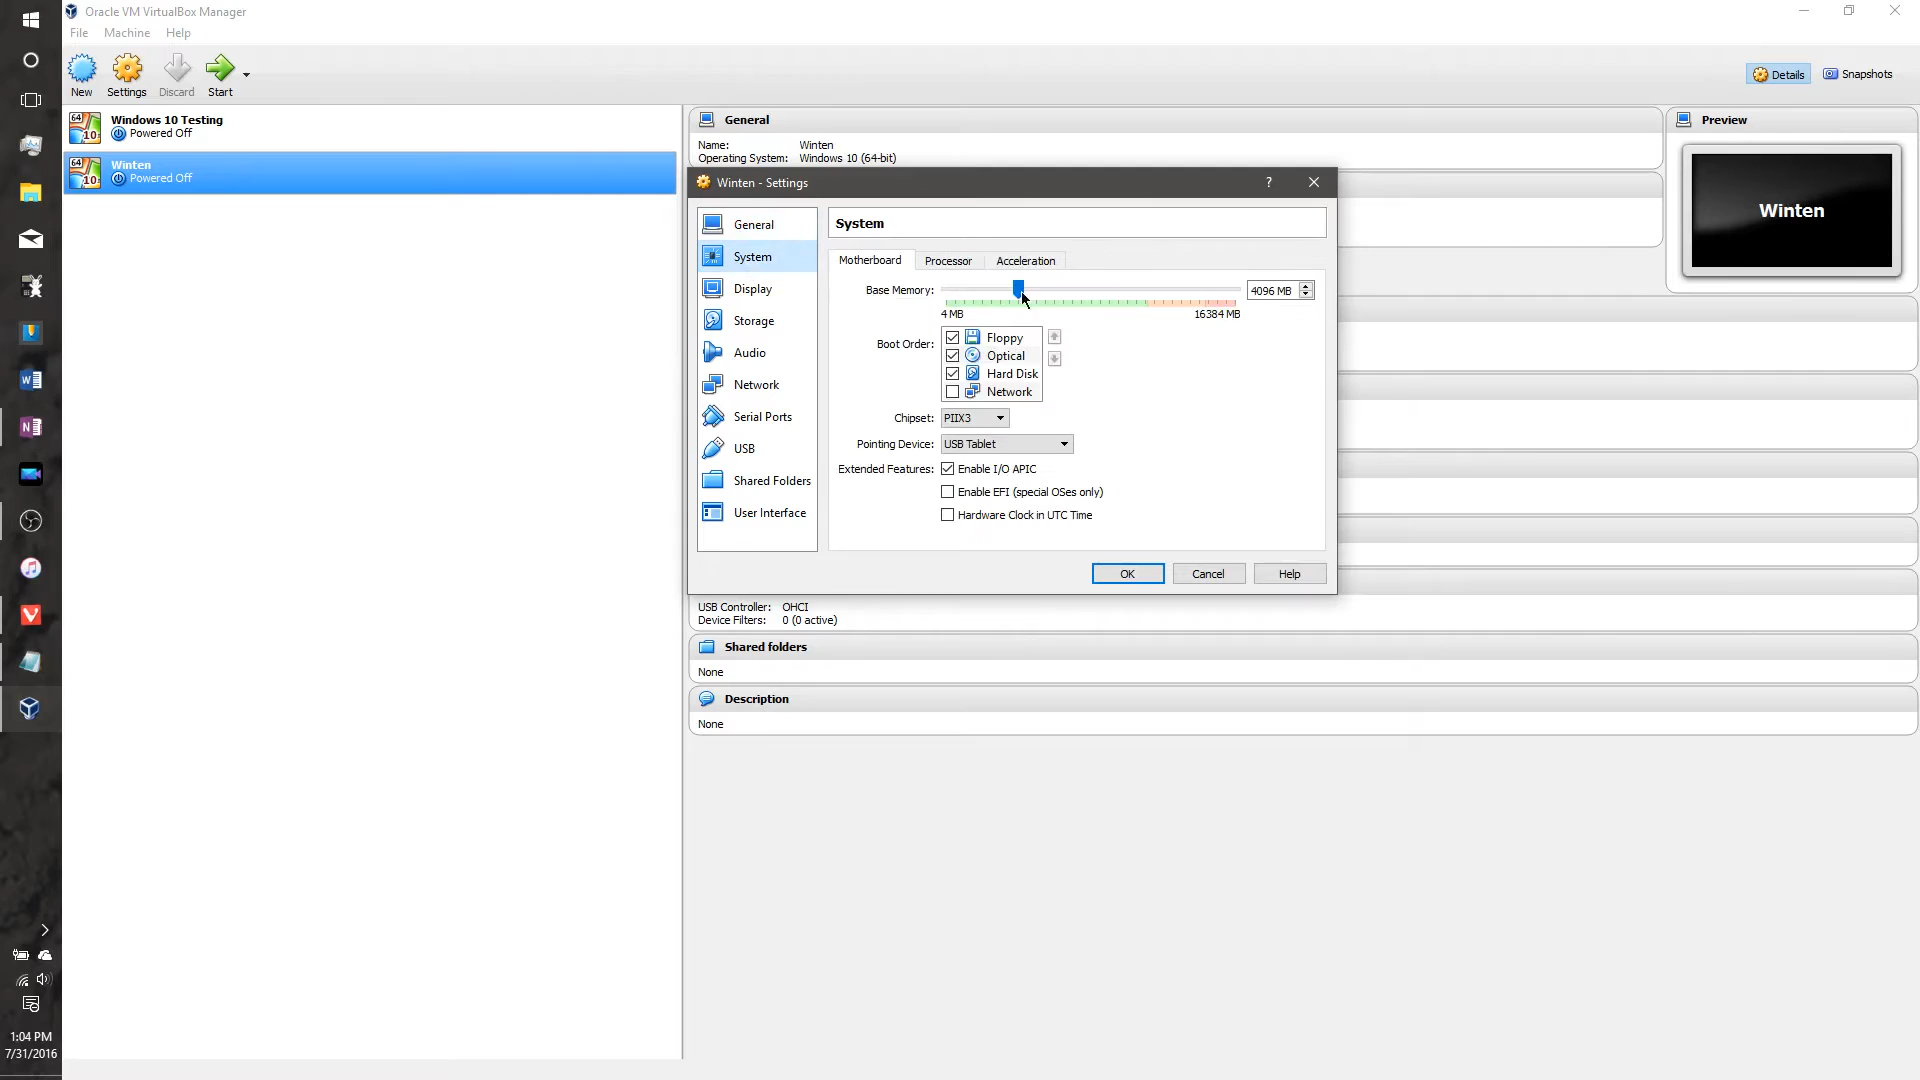 Oracle VM VirtualBox Manager
File Machine Help
New Settings Discard Start
Details Snapshots
Windows 10 Testing
Powered Off
Winten
Powered Off
General
Name: Winten
Operating System: Windows 10 (64-bit)
Preview
Winten
Winten - Settings
?
General
System
Display
Storage
Audio
Network
Serial Ports
USB
Shared Folders
User Interface
System
Motherboard Processor Acceleration
Base Memory: 4096 MB
4 MB 16384 MB
Boot Order:
Floppy
Optical
Hard Disk
Network
Chipset: PIIX3
Pointing Device: USB Tablet
Extended Features: Enable I/O APIC
Enable EFI (special OSes only)
Hardware Clock in UTC Time
OK Cancel Help
USB Controller: OHCI
Device Filters: 0 (0 active)
Shared folders
None
Description
None
1:04 PM
7/31/2016